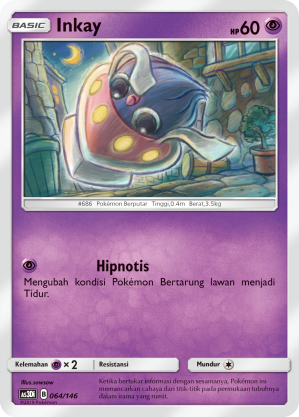 BASIC Inkay HP60
#686 Pokémon Berputar Tinggi,0.4m Berat,3.5kg
Hipnotis
Mengubah kondisi Pokémon Bertarung lawan menjadi
Tidur.
Kelemahan × 2 Resistansi Mundur
Illus.sowsow
AS3Di B 064/146
Ketika bertukar informasi dengan sesamanya, Pokémon ini
memancarkan cahaya dari titik-titik pada permukaan tubuhnya
dalam irama yang rumit.